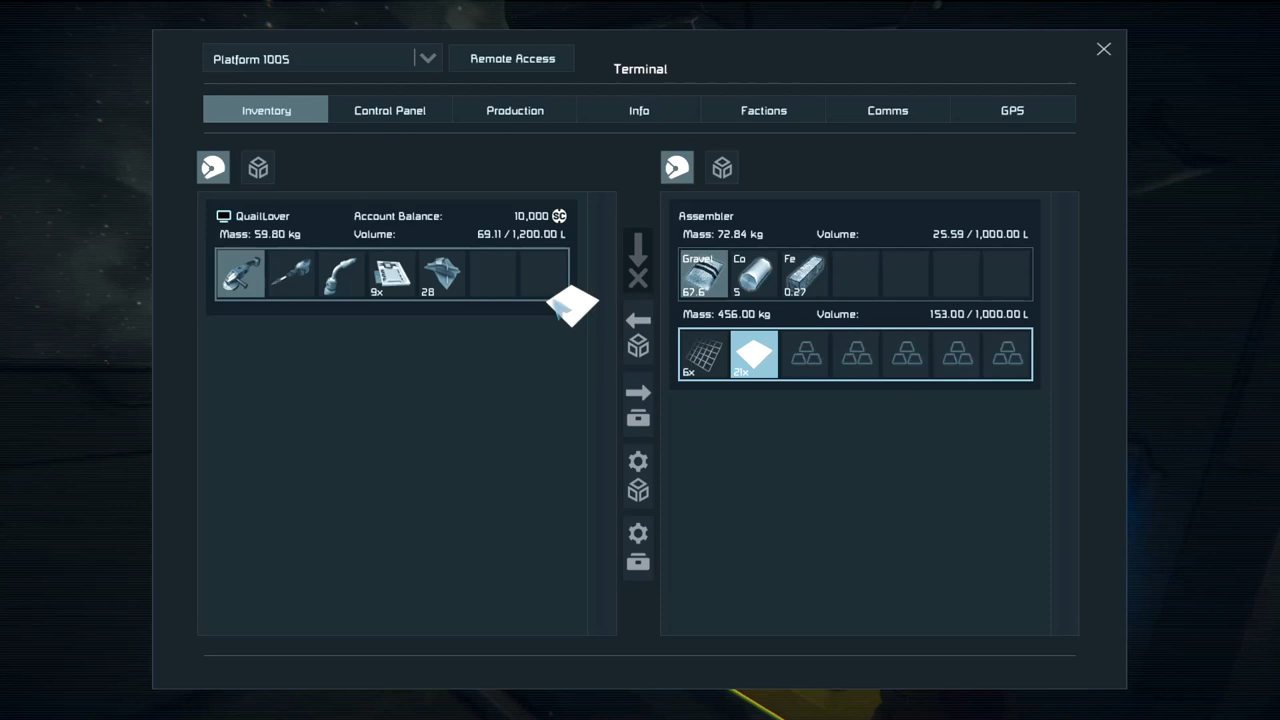 Platform 1005
Remote Access
Terminal
Inventory
Control Panel
Production
Info
Factions
Comms
GPS
QuailLover
Account Balance:
10,000 SC
Mass: 59.80 kg
Volume:
69.11 / 1,200.00 L
9x
28
Assembler
Mass: 72.84 kg
Volume:
25.59 / 1,000.00 L
Gravel
Co
Fe
67.6
5
0.27
Mass: 456.00 kg
Volume:
153.00 / 1,000.00 L
6x
21x